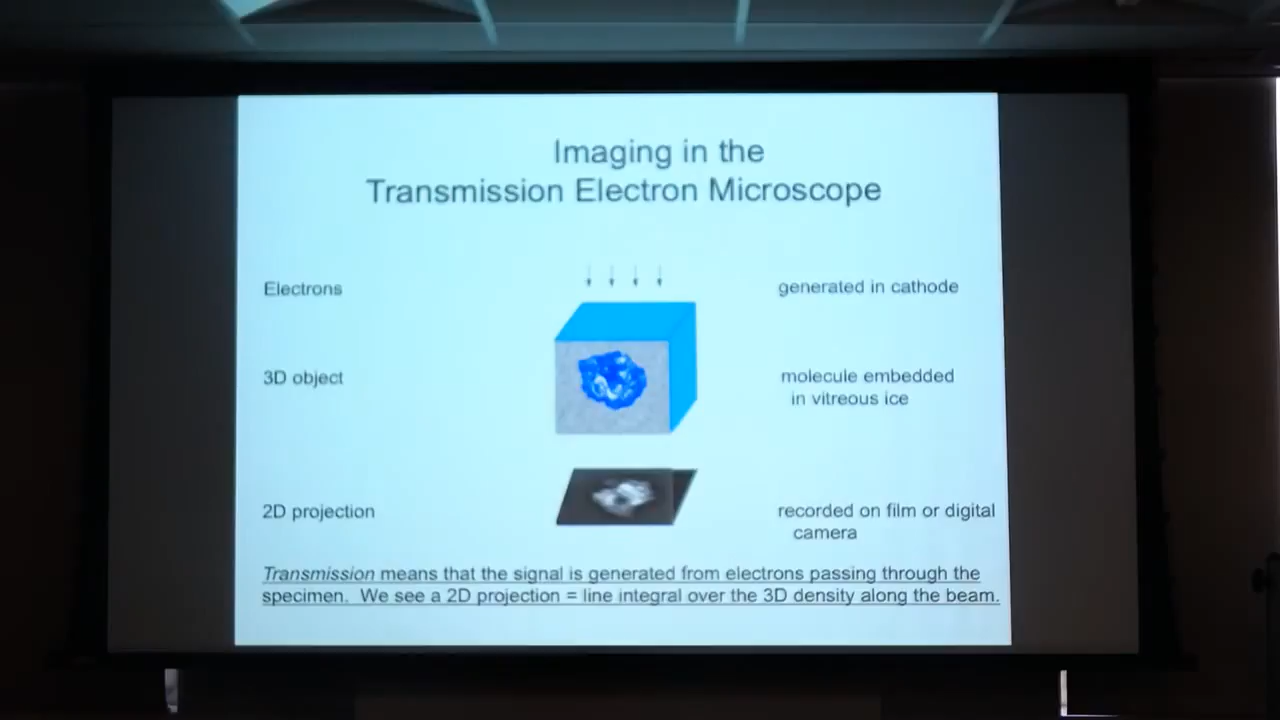 Imaging in the
Transmission Electron Microscope
Electrons
generated in cathode
3D object
molecule embedded
in vitreous ice
2D projection
recorded on film or digital
camera
Transmission means that the signal is generated from electrons passing through the
specimen.  We see a 2D projection = line integral over the 3D density along the beam.